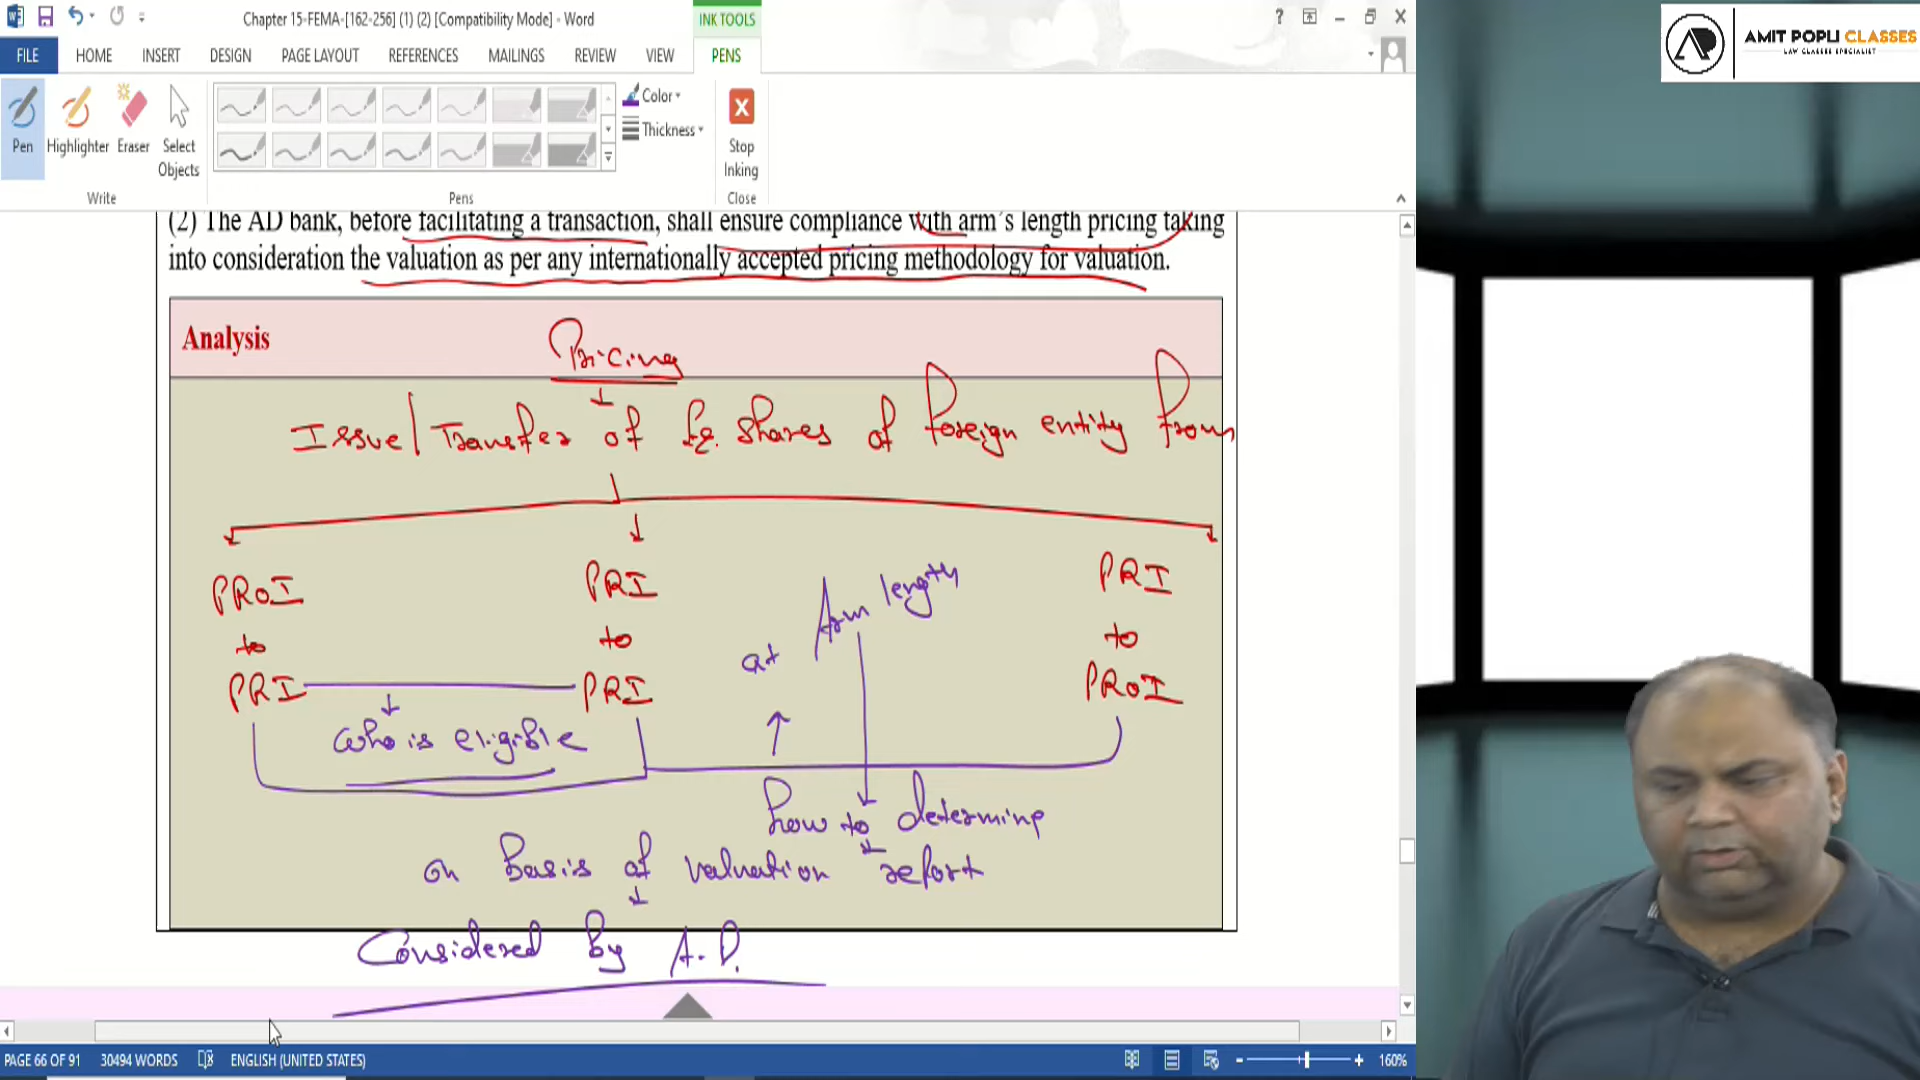 Chapter 15-FEMA-[162-256] (1) (2) [Compatibility Mode] - Word
INK TOOLS
?
AMIT POPLI CLASSES
LAW CLASSES SPECIALIST
FILE HOME INSERT DESIGN PAGE LAYOUT REFERENCES MAILINGS REVIEW VIEW PENS
Pen Highlighter Eraser Select Objects
Color
Thickness
Stop Inking
Write Pens Close
(2) The AD bank, before facilitating a transaction, shall ensure compliance with arm's length pricing taking
into consideration the valuation as per any internationally accepted pricing methodology for valuation.
Analysis
Pricing
Issue/Transfer of Eq. Shares of foreign entity from
PROI to PRI
PRI to PRI
PRI to PROI
at Arm length
who is eligible
how to determing
on Basis of valuation report
Considered by A.D.
PAGE 66 OF 91 30494 WORDS ENGLISH (UNITED STATES) 160%